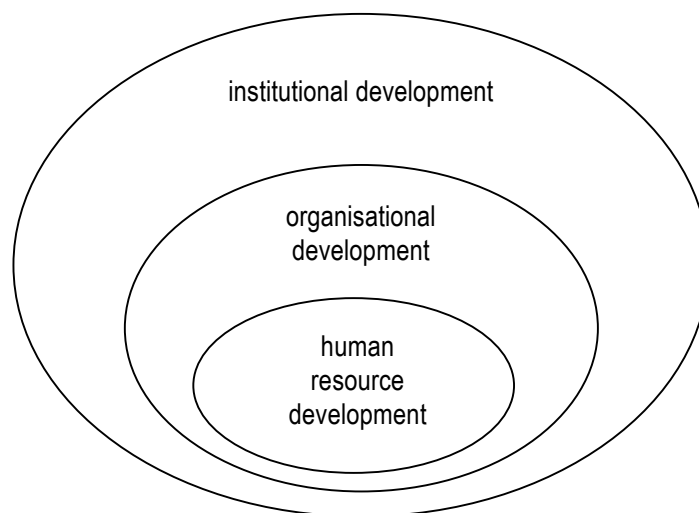 institutional development
organisational
development
human
resource
development